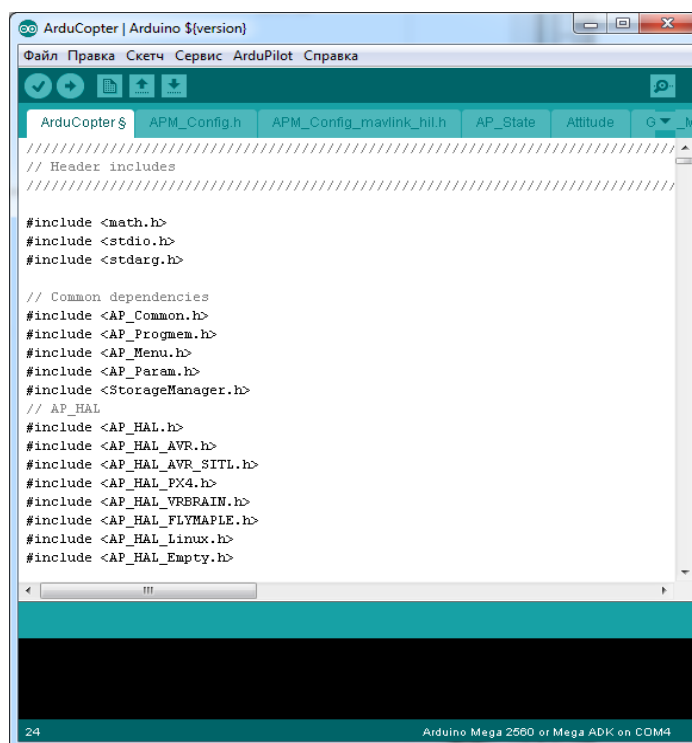 ArduCopter | Arduino ${version}
Файл Правка Скетч Сервис ArduPilot Справка
ArduCopter § APM_Config.h APM_Config_mavlink_hil.h AP_State Attitude G _M
////////////////////////////////////////////////////////////////////////////////
// Header includes
////////////////////////////////////////////////////////////////////////////////
#include <math.h>
#include <stdio.h>
#include <stdarg.h>
// Common dependencies
#include <AP_Common.h>
#include <AP_Progmem.h>
#include <AP_Menu.h>
#include <AP_Param.h>
#include <StorageManager.h>
// AP_HAL
#include <AP_HAL.h>
#include <AP_HAL_AVR.h>
#include <AP_HAL_AVR_SITL.h>
#include <AP_HAL_PX4.h>
#include <AP_HAL_VRBRAIN.h>
#include <AP_HAL_FLYMAPLE.h>
#include <AP_HAL_Linux.h>
#include <AP_HAL_Empty.h>
24 Arduino Mega 2560 or Mega ADK on COM4